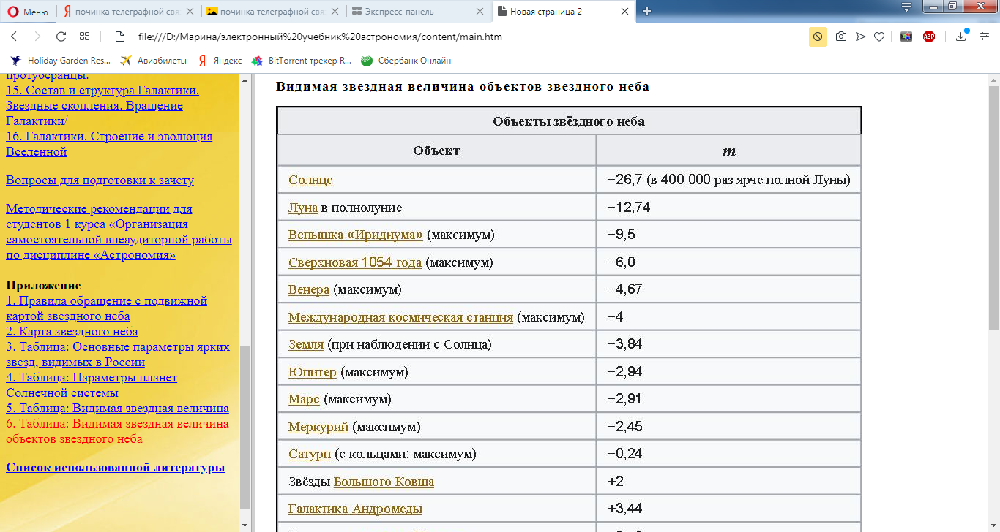 Меню
починка телеграфной свя
починка телеграфной свя
Экспресс-панель
Новая страница 2
file:///D:/Марина/электронный%20учебник%20астрономия/content/main.htm
ABP
Holiday Garden Res...
Авиабилеты
Яндекс
BitTorrent трекер R...
Сбербанк Онлайн
протуберанцы.
15. Состав и структура Галактики.
Звездные скопления. Вращение
Галактики/
16. Галактики. Строение и эволюция
Вселенной
Вопросы для подготовки к зачету
Методические рекомендации для
студентов 1 курса «Организация
самостоятельной внеаудиторной работы
по дисциплине «Астрономия»
Приложение
1. Правила обращение с подвижной
картой звездного неба
2. Карта звездного неба
3. Таблица: Основные параметры ярких
звезд, видимых в России
4. Таблица: Параметры планет
Солнечной системы
5. Таблица: Видимая звездная величина
6. Таблица: Видимая звездная величина
объектов звездного неба
Список использованной литературы
Видимая звездная величина объектов звездного неба
Объекты звёздного неба
Объект m
Солнце −26,7 (в 400 000 раз ярче полной Луны)
Луна в полнолуние −12,74
Вспышка «Иридиума» (максимум) −9,5
Сверхновая 1054 года (максимум) −6,0
Венера (максимум) −4,67
Международная космическая станция (максимум) −4
Земля (при наблюдении с Солнца) −3,84
Юпитер (максимум) −2,94
Марс (максимум) −2,91
Меркурий (максимум) −2,45
Сатурн (с кольцами; максимум) −0,24
Звёзды Большого Ковша +2
Галактика Андромеды +3,44